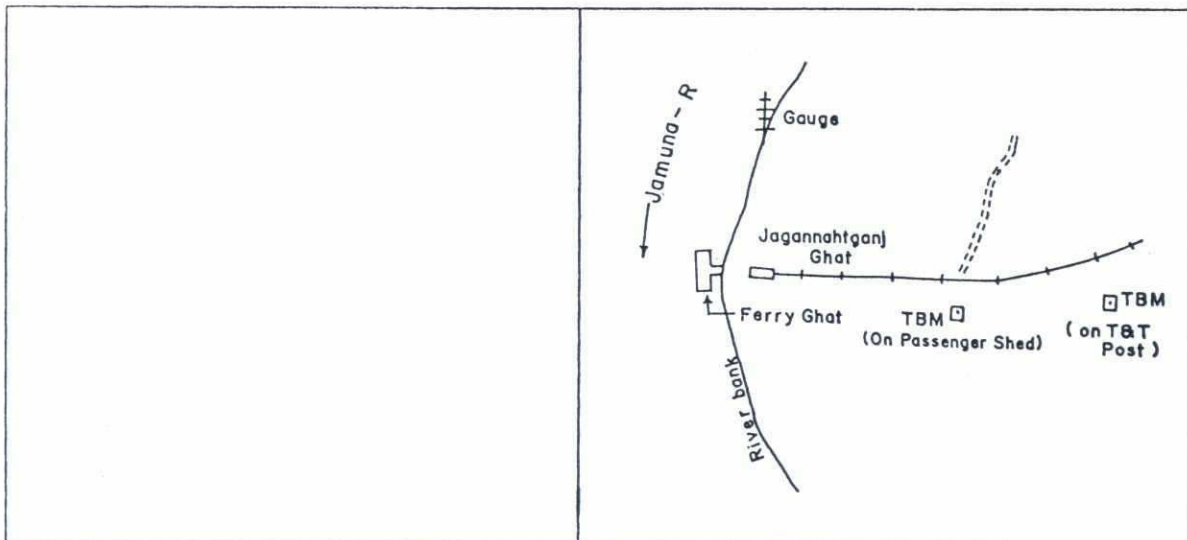 Jamuna - R
Gauge
Jagannahtganj
Ghat
Ferry Ghat
TBM
(On Passenger Shed)
TBM
(on T&T
Post)
River bank